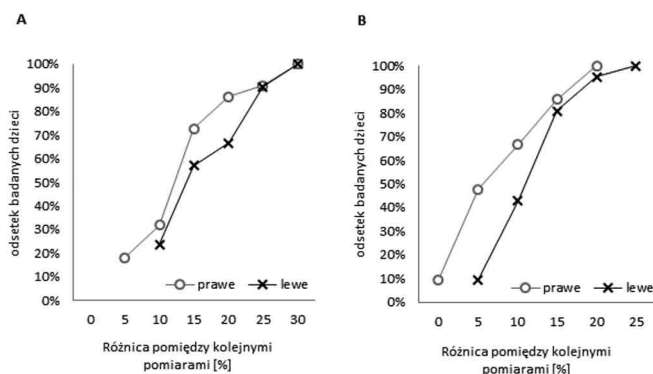 A
100%
90%
80%
70%
60%
50%
40%
30%
20%
10%
0%
odsetek badanych dzieci
prawe lewe
0 5 10 15 20 25 30
Różnica pomiędzy kolejnymi
pomiarami [%]
B
100%
90%
80%
70%
60%
50%
40%
30%
20%
10%
0%
odsetek badanych dzieci
prawe lewe
0 5 10 15 20 25
Różnica pomiędzy kolejnymi
pomiarami [%]